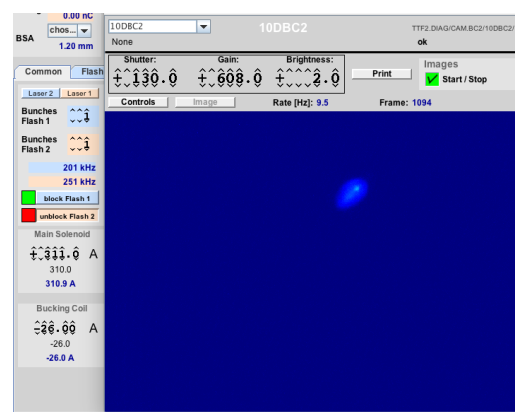 0.00 nC
BSA
chos...
1.20 mm
Common
Flash
Laser 2
Laser 1
Bunches
Flash 1
1
Bunches
Flash 2
1
201 kHz
251 kHz
block Flash 1
unblock Flash 2
Main Solenoid
+311.0 A
310.0
310.9 A
Bucking Coil
-26.00 A
-26.0
-26.0 A
10DBC2
10DBC2
TTF2.DIAG/CAM.BC2/10DBC2/
None
ok
Shutter:
Gain:
Brightness:
+ 130.0
+ 608.0
+ 2.0
Print
Images
Start / Stop
Controls
Image
Rate [Hz]: 9.5
Frame: 1094